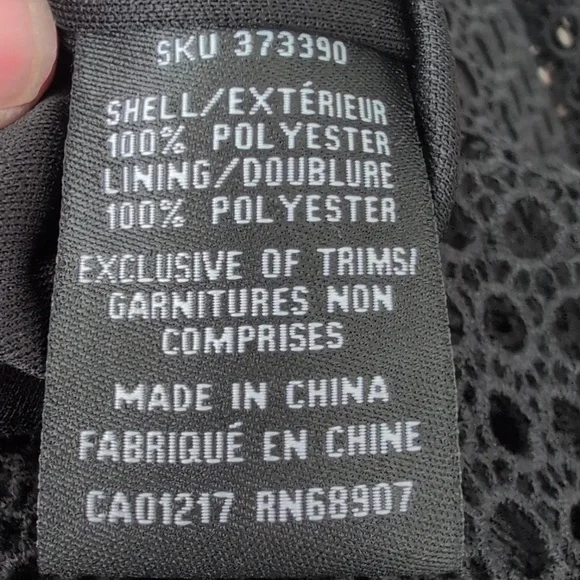 SKU 373390
SHELL/EXTÉRIEUR
100% POLYESTER
LINING/DOUBLURE
100% POLYESTER
EXCLUSIVE OF TRIMS/
GARNITURES NON
COMPRISES
MADE IN CHINA
FABRIQUÉ EN CHINE
CA01217 RN68907